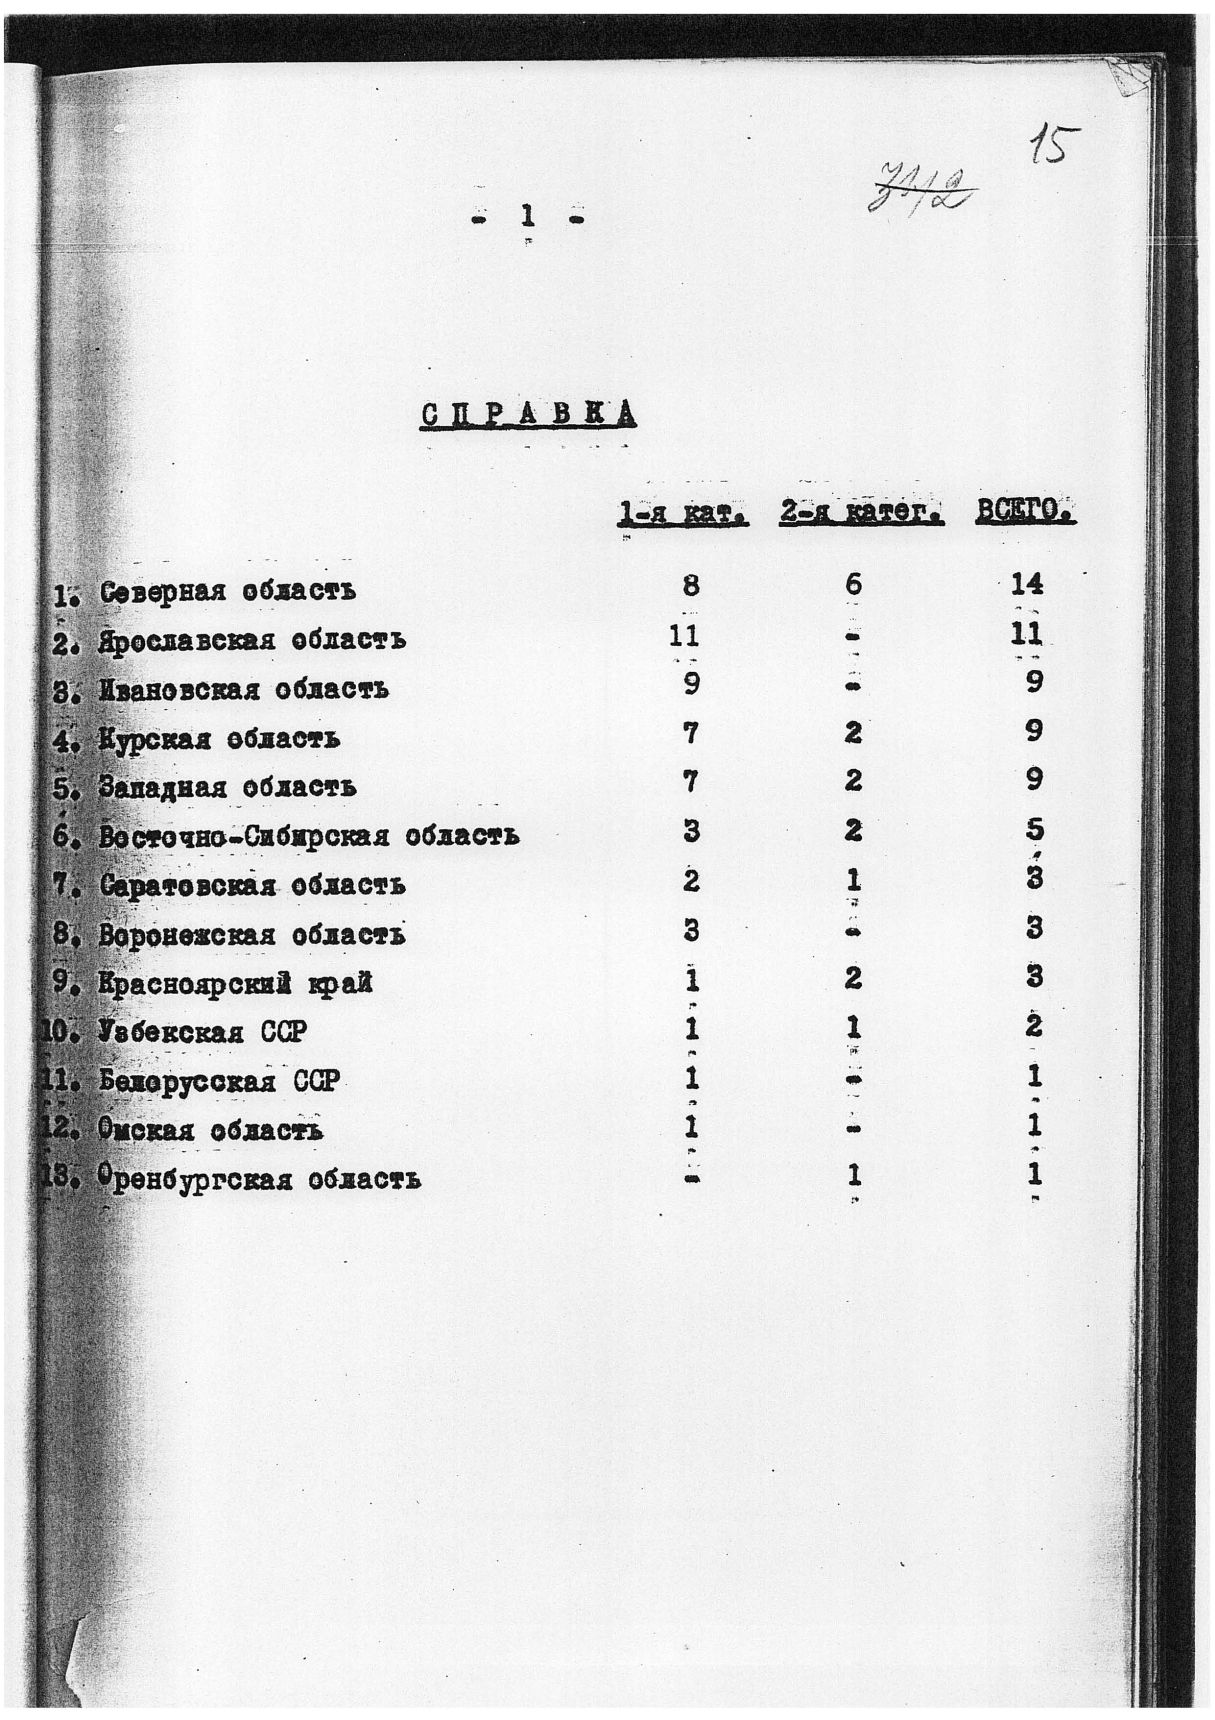 15
- 1 -
СПРАВКА
1-я кат. 2-я катег. ВСЕГО.
1. Северная область 8 6 14
2. Ярославская область 11 - 11
3. Ивановская область 9 - 9
4. Курская область 7 2 9
5. Западная область 7 2 9
6. Восточно-Сибирская область 3 2 5
7. Саратовская область 2 1 3
8. Воронежская область 3 - 3
9. Красноярский край 1 2 3
10. Узбекская ССР 1 1 2
11. Белорусская ССР 1 - 1
12. Омская область 1 - 1
13. Оренбургская область - 1 1